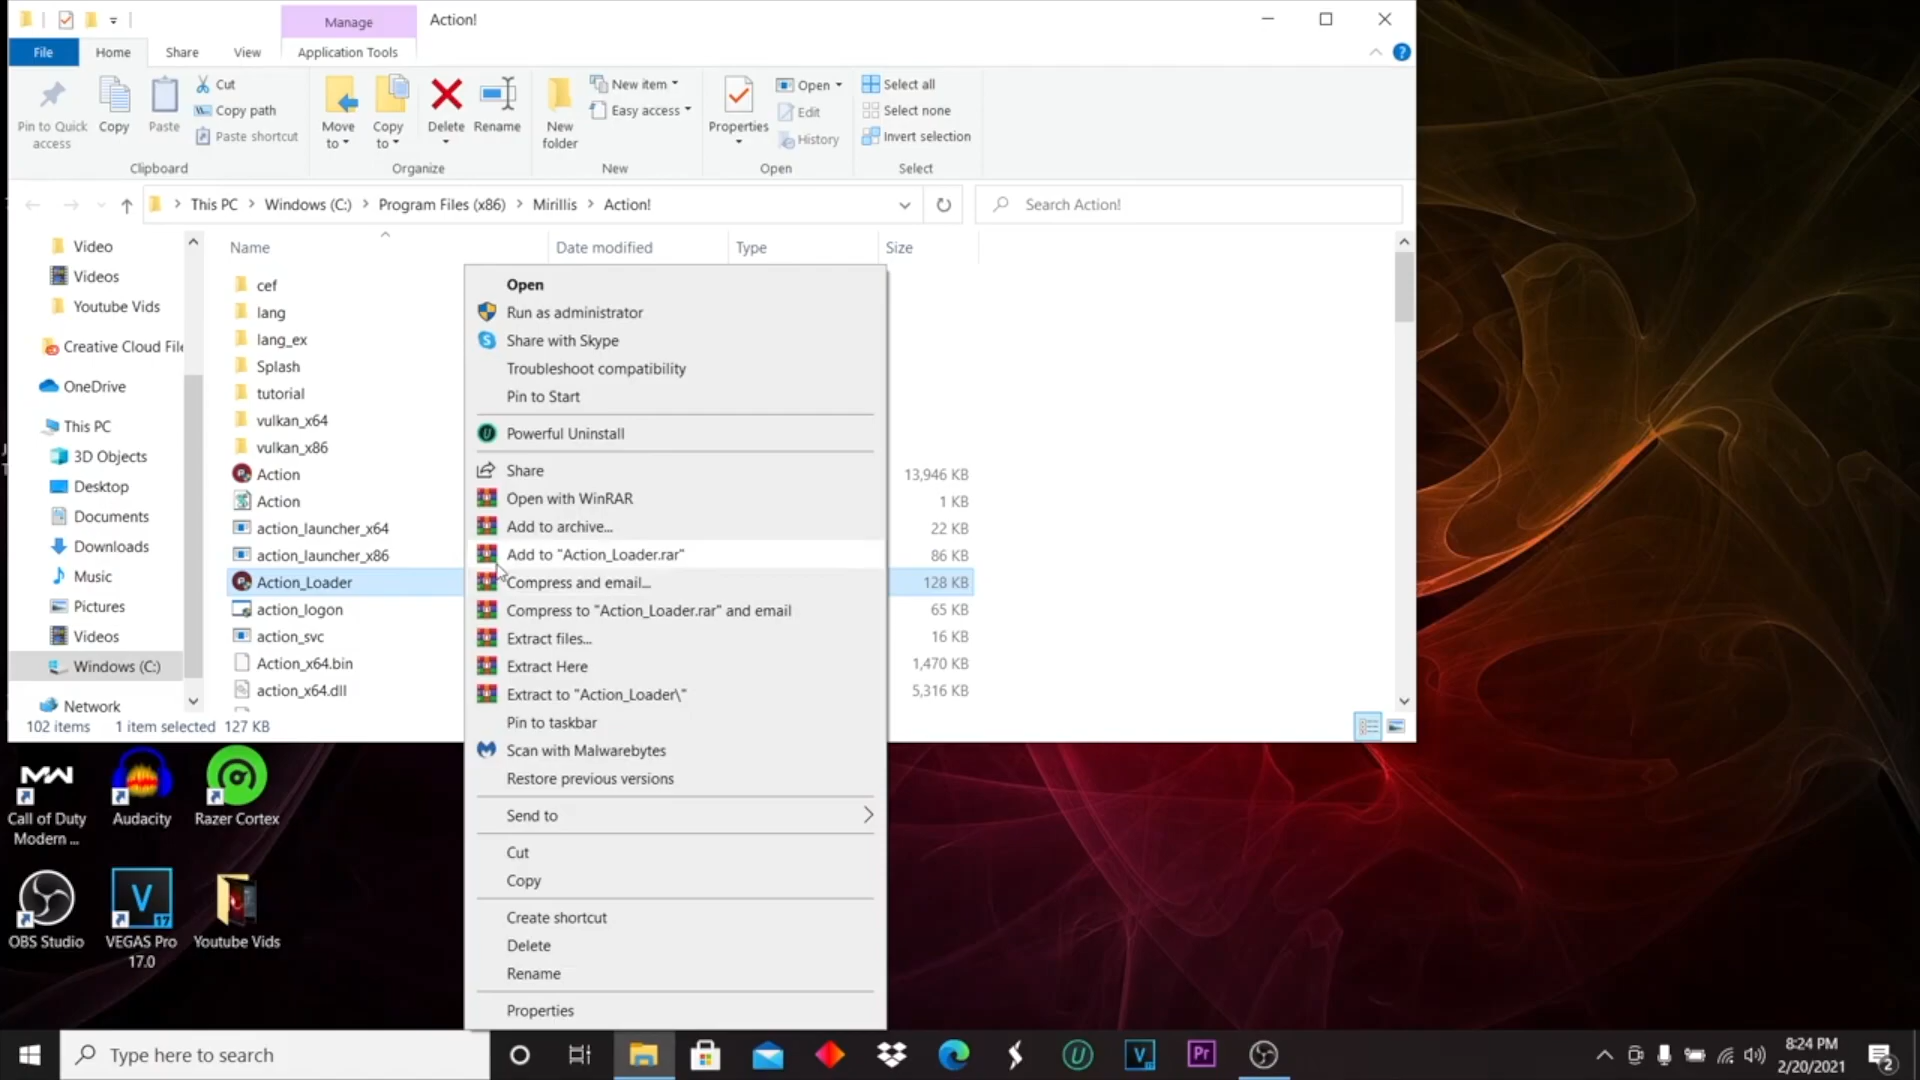 Manage
Action!
File
Home
Share
View
Application Tools
Pin to Quick access
Copy
Paste
Cut
Copy path
Paste shortcut
Move to
Copy to
Delete
Rename
New folder
New item
Easy access
Properties
Open
Edit
History
Select all
Select none
Invert selection
Clipboard
Organize
New
Open
Select
This PC > Windows (C:) > Program Files (x86) > Mirillis > Action!
Search Action!
Video
Videos
Youtube Vids
Creative Cloud File
OneDrive
This PC
3D Objects
Desktop
Documents
Downloads
Music
Pictures
Videos
Windows (C:)
Network
Name
Date modified
Type
Size
cef
lang
lang_ex
Splash
tutorial
vulkan_x64
vulkan_x86
Action
13,946 KB
Action
1 KB
action_launcher_x64
22 KB
action_launcher_x86
86 KB
Action_Loader
128 KB
action_logon
65 KB
action_svc
16 KB
Action_x64.bin
1,470 KB
action_x64.dll
5,316 KB
102 items
1 item selected 127 KB
Open
Run as administrator
Share with Skype
Troubleshoot compatibility
Pin to Start
Powerful Uninstall
Share
Open with WinRAR
Add to archive...
Add to "Action_Loader.rar"
Compress and email...
Compress to "Action_Loader.rar" and email
Extract files...
Extract Here
Extract to "Action_Loader\"
Pin to taskbar
Scan with Malwarebytes
Restore previous versions
Send to
Cut
Copy
Create shortcut
Delete
Rename
Properties
Call of Duty
Modern ...
Audacity
Razer Cortex
OBS Studio
VEGAS Pro
17.0
Youtube Vids
Type here to search
8:24 PM
2/20/2021
2